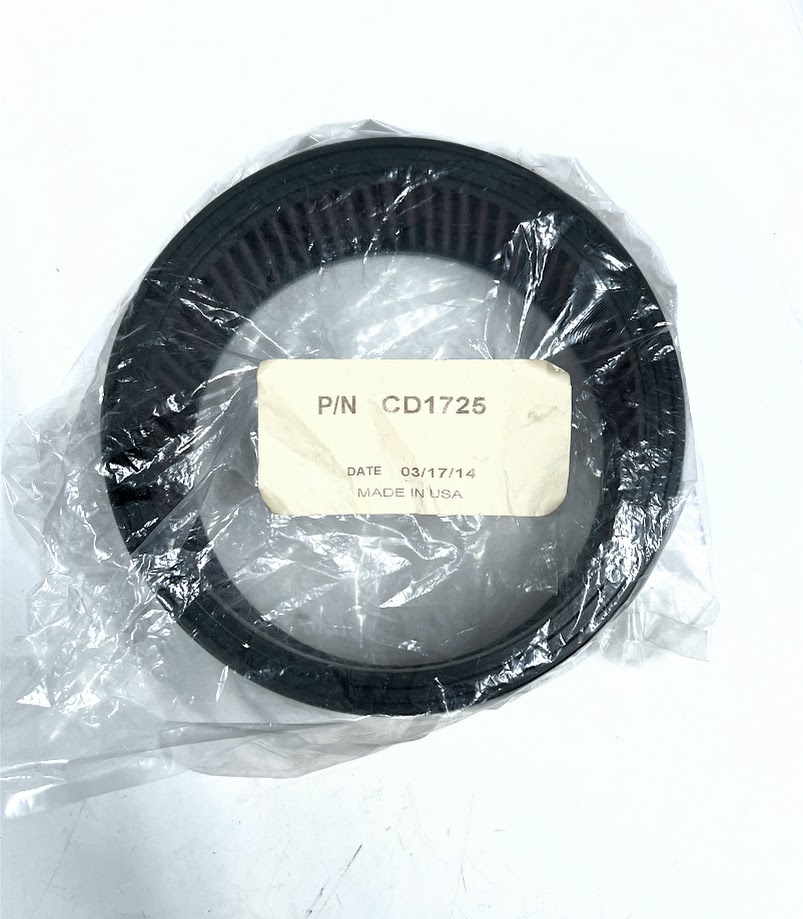 P/N CD1725
DATE 03/17/14
MADE IN USA